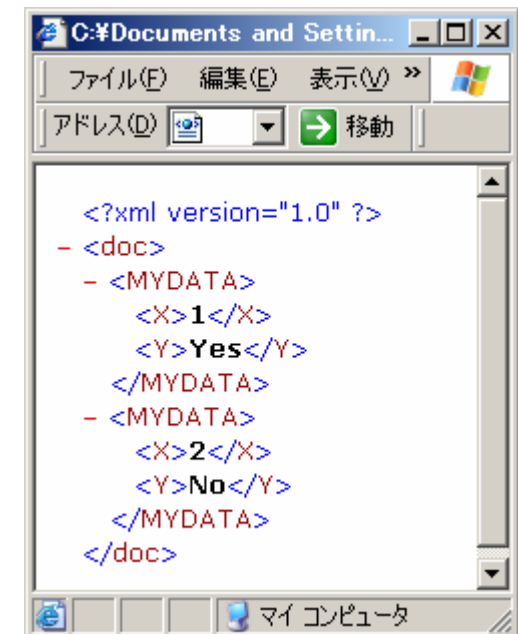 C:¥Documents and Settin...
ファイル(F) 編集(E) 表示(V) »
アドレス(D) 移動
<?xml version="1.0" ?>
– <doc>
– <MYDATA>
<X>1</X>
<Y>Yes</Y>
</MYDATA>
– <MYDATA>
<X>2</X>
<Y>No</Y>
</MYDATA>
</doc>
マイ コンピュータ